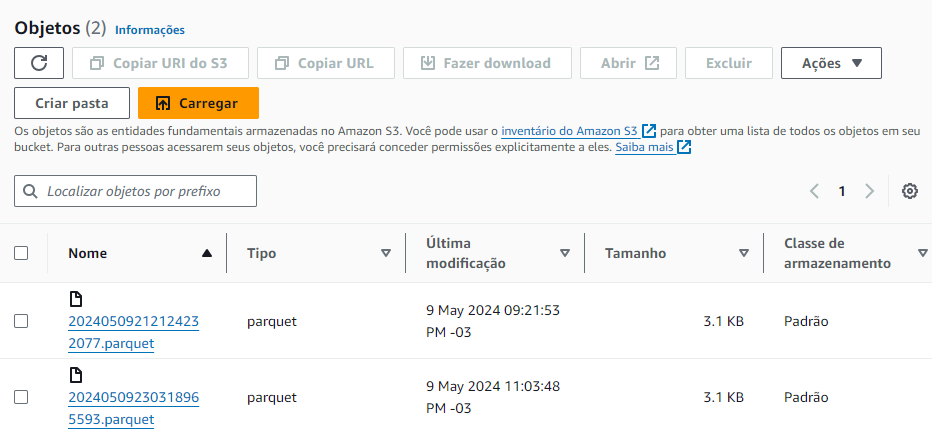 Objetos (2) Informações
Copiar URI do S3 Copiar URL Fazer download Abrir Excluir Ações
Criar pasta Carregar
Os objetos são as entidades fundamentais armazenadas no Amazon S3. Você pode usar o inventário do Amazon S3 para obter uma lista de todos os objetos em seu
bucket. Para outras pessoas acessarem seus objetos, você precisará conceder permissões explicitamente a eles. Saiba mais
Localizar objetos por prefixo 1
Nome Tipo Última modificação Tamanho Classe de armazenamento
2024050921212423
2077.parquet
parquet
9 May 2024 09:21:53
PM -03
3.1 KB
Padrão
2024050923031896
5593.parquet
parquet
9 May 2024 11:03:48
PM -03
3.1 KB
Padrão